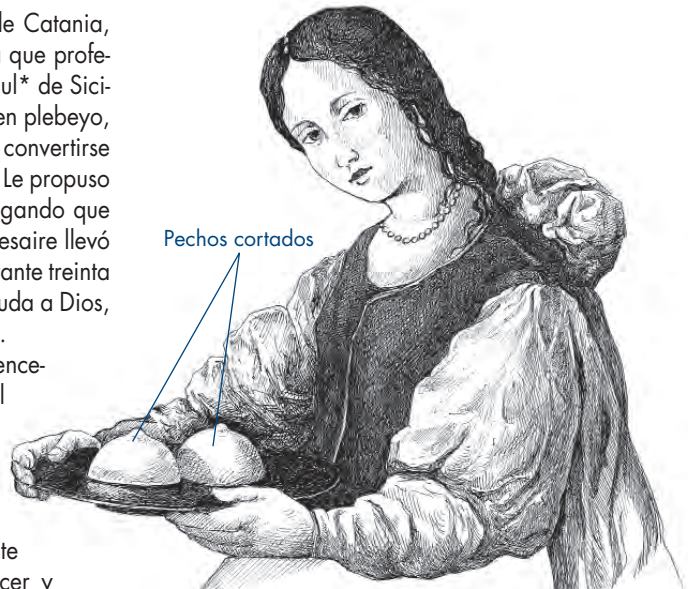 de Catania,
que profe-
ul* de Sici-
en plebeyo,
convertirse
Le propuso
gando que
esaire llevó
ante treinta
uda a Dios,
.
ence-
l
Pechos cortados
te
cer y